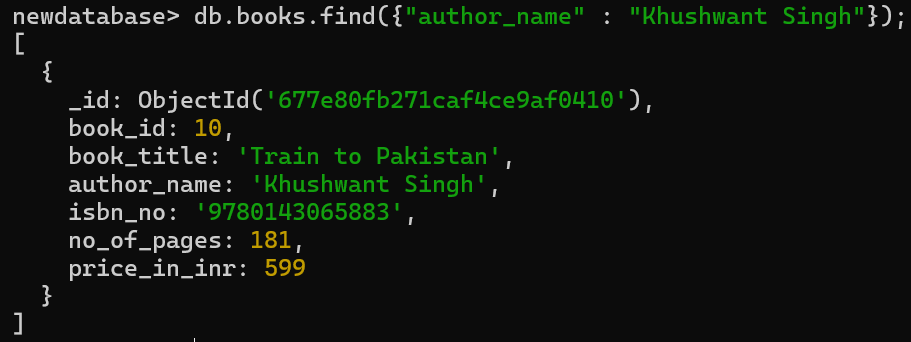 newdatabase> db.books.find({"author_name" : "Khushwant Singh"});
[
  {
    _id: ObjectId('677e80fb271caf4ce9af0410'),
    book_id: 10,
    book_title: 'Train to Pakistan',
    author_name: 'Khushwant Singh',
    isbn_no: '9780143065883',
    no_of_pages: 181,
    price_in_inr: 599
  }
]